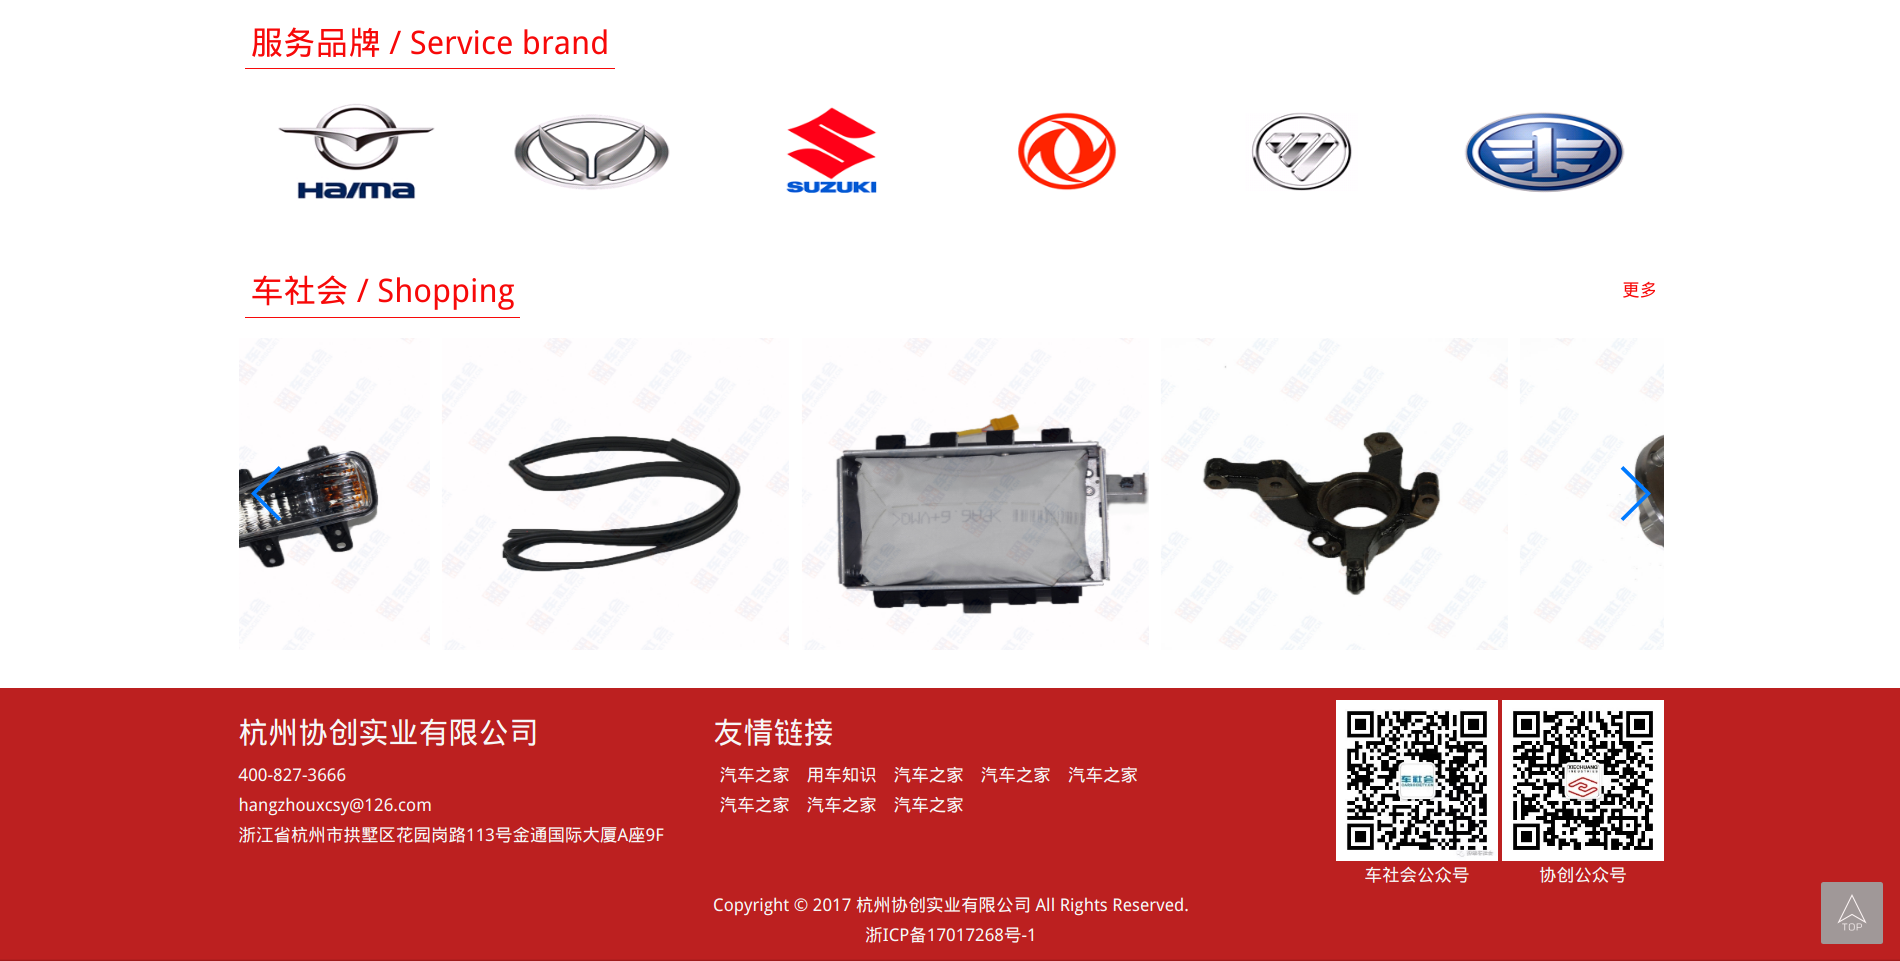 服务品牌 / Service brand
HAIMA
SUZUKI
车社会 / Shopping
更多
杭州协创实业有限公司
400-827-3666
hangzhouxcsy@126.com
浙江省杭州市拱墅区花园岗路113号金通国际大厦A座9F
友情链接
汽车之家 用车知识 汽车之家 汽车之家 汽车之家
汽车之家 汽车之家 汽车之家
车社会
XIECHUANG
INDUSTRIES
车社会公众号 协创公众号
Copyright © 2017 杭州协创实业有限公司 All Rights Reserved.
浙ICP备17017268号-1
TOP